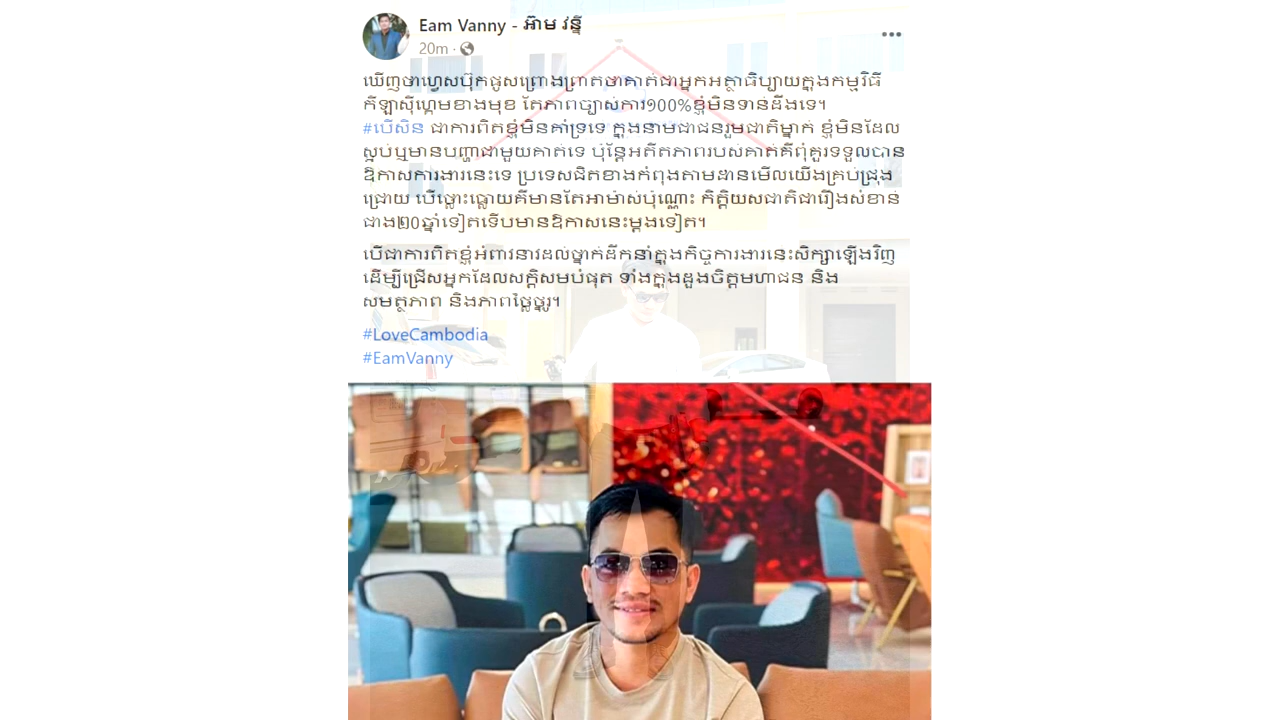 Eam Vanny - អ៊ាម វន្នី
20m ·
ឃើញថាហ្វេសប៊ុកផុសព្រោងព្រាតថាគាត់ជាអ្នកអត្ថាធិប្បាយក្នុងកម្មវិធី
កីឡាស៊ីហ្គេមខាងមុខ តែភាពច្បាស់ការ១០០%ខ្ញុំមិនទាន់ដឹងទេ។
#បើសិន ជាការពិតខ្ញុំមិនគាំទ្រទេ ក្នុងនាមជាជនរួមជាតិម្នាក់ ខ្ញុំមិនដែល
ស្អប់ឬមានបញ្ហាជាមួយគាត់ទេ ប៉ុន្តែអតីតភាពរបស់គាត់គឺពុំគួរទទួលបាន
ឱកាសការងារនេះទេ ប្រទេសជិតខាងកំពុងតាមដានមើលយើងគ្រប់ជ្រុង
ជ្រោយ បើធ្លោះធ្លោយគឺមានតែអាម៉ាស់ប៉ុណ្ណោះ កិត្តិយសជាតិជារឿងសំខាន់
ជាង២០ឆ្នាំទៀតទើបមានឱកាសនេះម្តងទៀត។
បើជាការពិតខ្ញុំអំពាវនាវដល់ថ្នាក់ដឹកនាំក្នុងកិច្ចការងារនេះសិក្សាឡើងវិញ
ដើម្បីជ្រើសអ្នកដែលសក្តិសមបំផុត ទាំងក្នុងដួងចិត្តមហាជន និង
សមត្ថភាព និងភាពថ្លៃថ្នូរ។
#LoveCambodia
#EamVanny